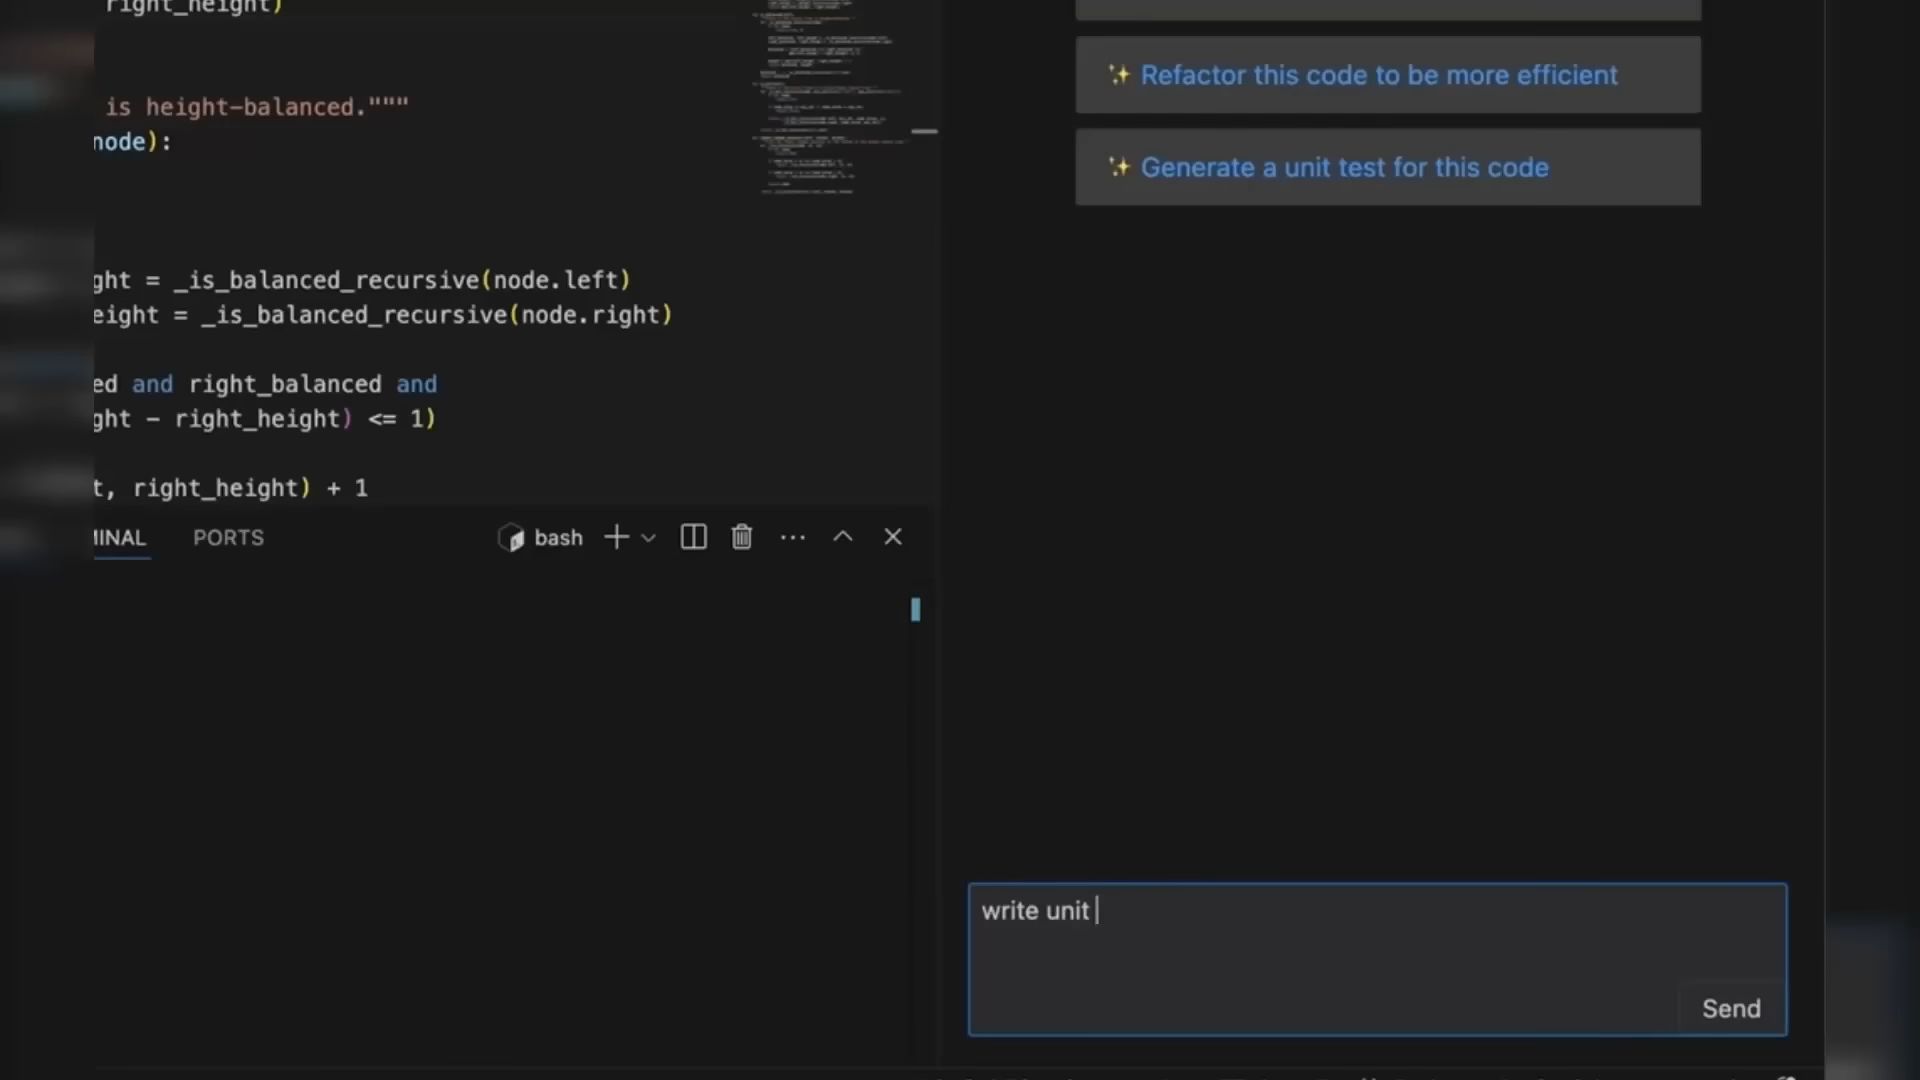 right_height)
is height-balanced."""
node):
ght = _is_balanced_recursive(node.left)
eight = _is_balanced_recursive(node.right)
ed and right_balanced and
ght - right_height) <= 1)
t, right_height) + 1
MINAL PORTS bash
✨ Refactor this code to be more efficient
✨ Generate a unit test for this code
write unit
Send